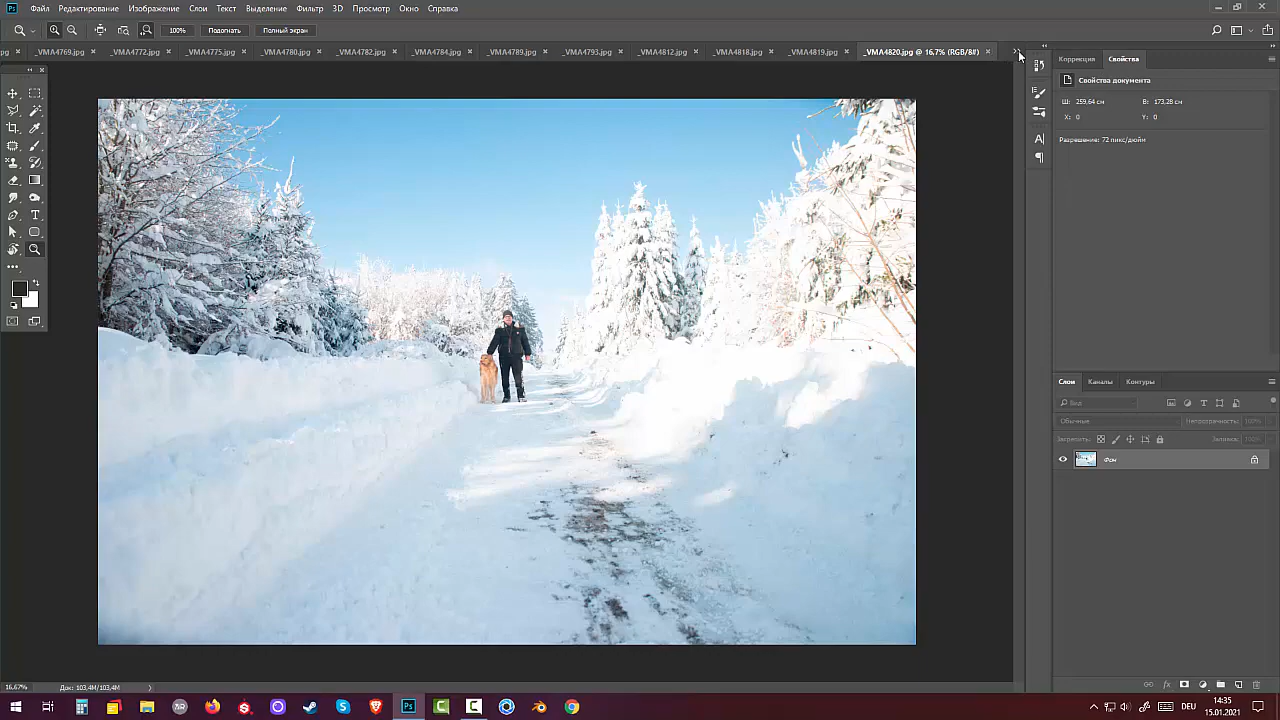 Ps Файл Редактирование Изображение Слои Текст Выделение Фильтр 3D Просмотр Окно Справка
100% Подогнать Полный экран
pg × _VMA4769.jpg × _VMA4772.jpg × _VMA4775.jpg × _VMA4780.jpg × _VMA4782.jpg × _VMA4784.jpg × _VMA4789.jpg × _VMA4793.jpg × _VMA4812.jpg × _VMA4818.jpg × _VMA4819.jpg × _VMA4820.jpg @ 16,7% (RGB/8#) ×
Коррекция Свойства
Свойства документа
Ш: 259,64 см В: 173,28 см
X: 0 Y: 0
Разрешение: 72 пикс/дюйм
Слои Каналы Контуры
Вид
Обычные Непрозрачность: 100%
Закрепить: Заливка: 100%
Фон
16,67% Док: 103,4M/103,4M
14:35
DEU
15.01.2021